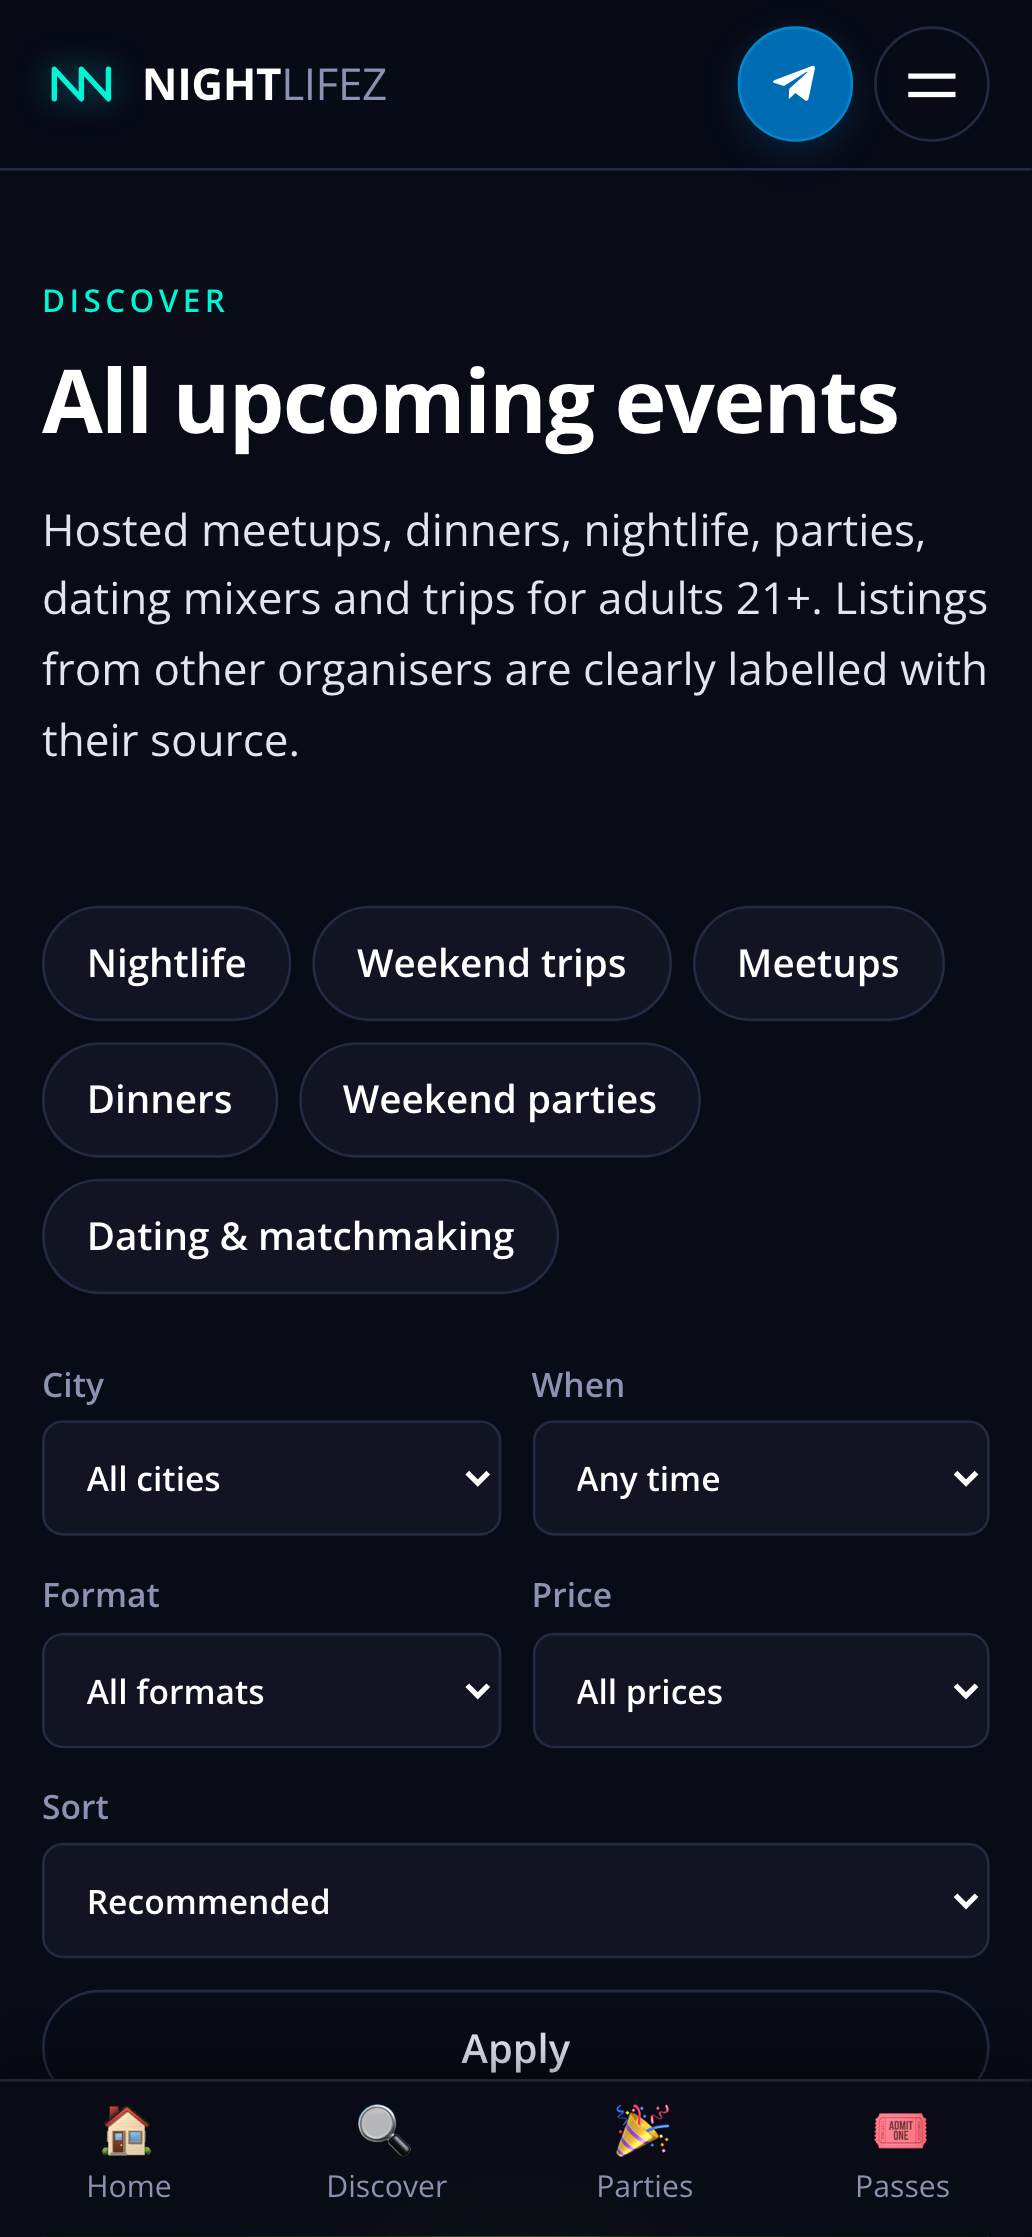 NIGHTLIFEZ
DISCOVER
All upcoming events
Hosted meetups, dinners, nightlife, parties,
dating mixers and trips for adults 21+. Listings
from other organisers are clearly labelled with
their source.
Nightlife Weekend trips Meetups
Dinners Weekend parties
Dating & matchmaking
City When
All cities Any time
Format Price
All formats All prices
Sort
Recommended
Apply
ADMIT
ONE
Home Discover Parties Passes